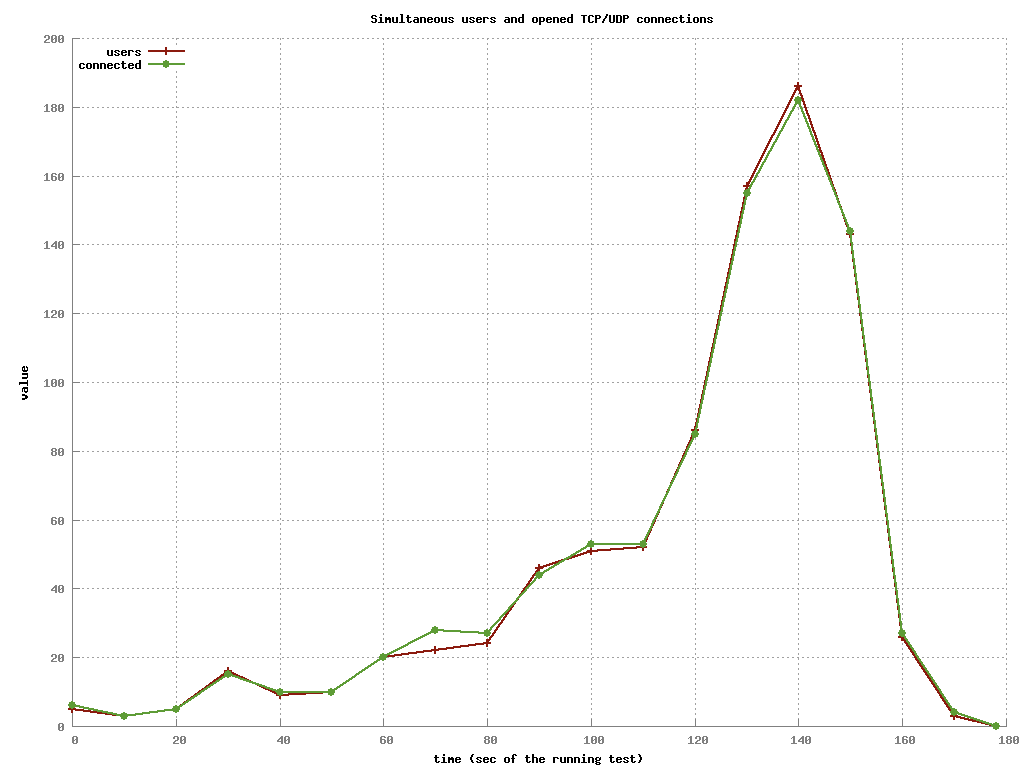 Simultaneous users and opened TCP/UDP connections
200
users
connected
180
160
140
120
100
value
80
60
40
20
0
0 20 40 60 80 100 120 140 160 180
time (sec of the running test)